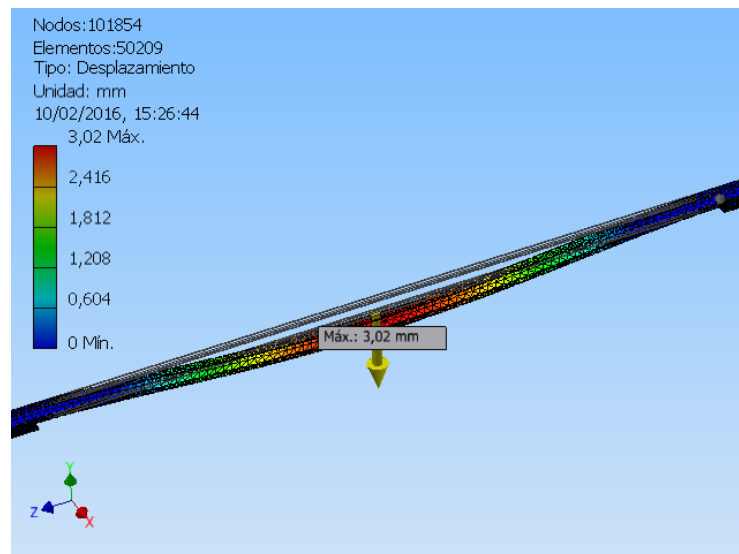 Nodos:101854
Elementos:50209
Tipo: Desplazamiento
Unidad: mm
10/02/2016, 15:26:44
3,02 Máx.
2,416
1,812
1,208
0,604
0 Mín.
Máx.: 3,02 mm
Y
Z
X